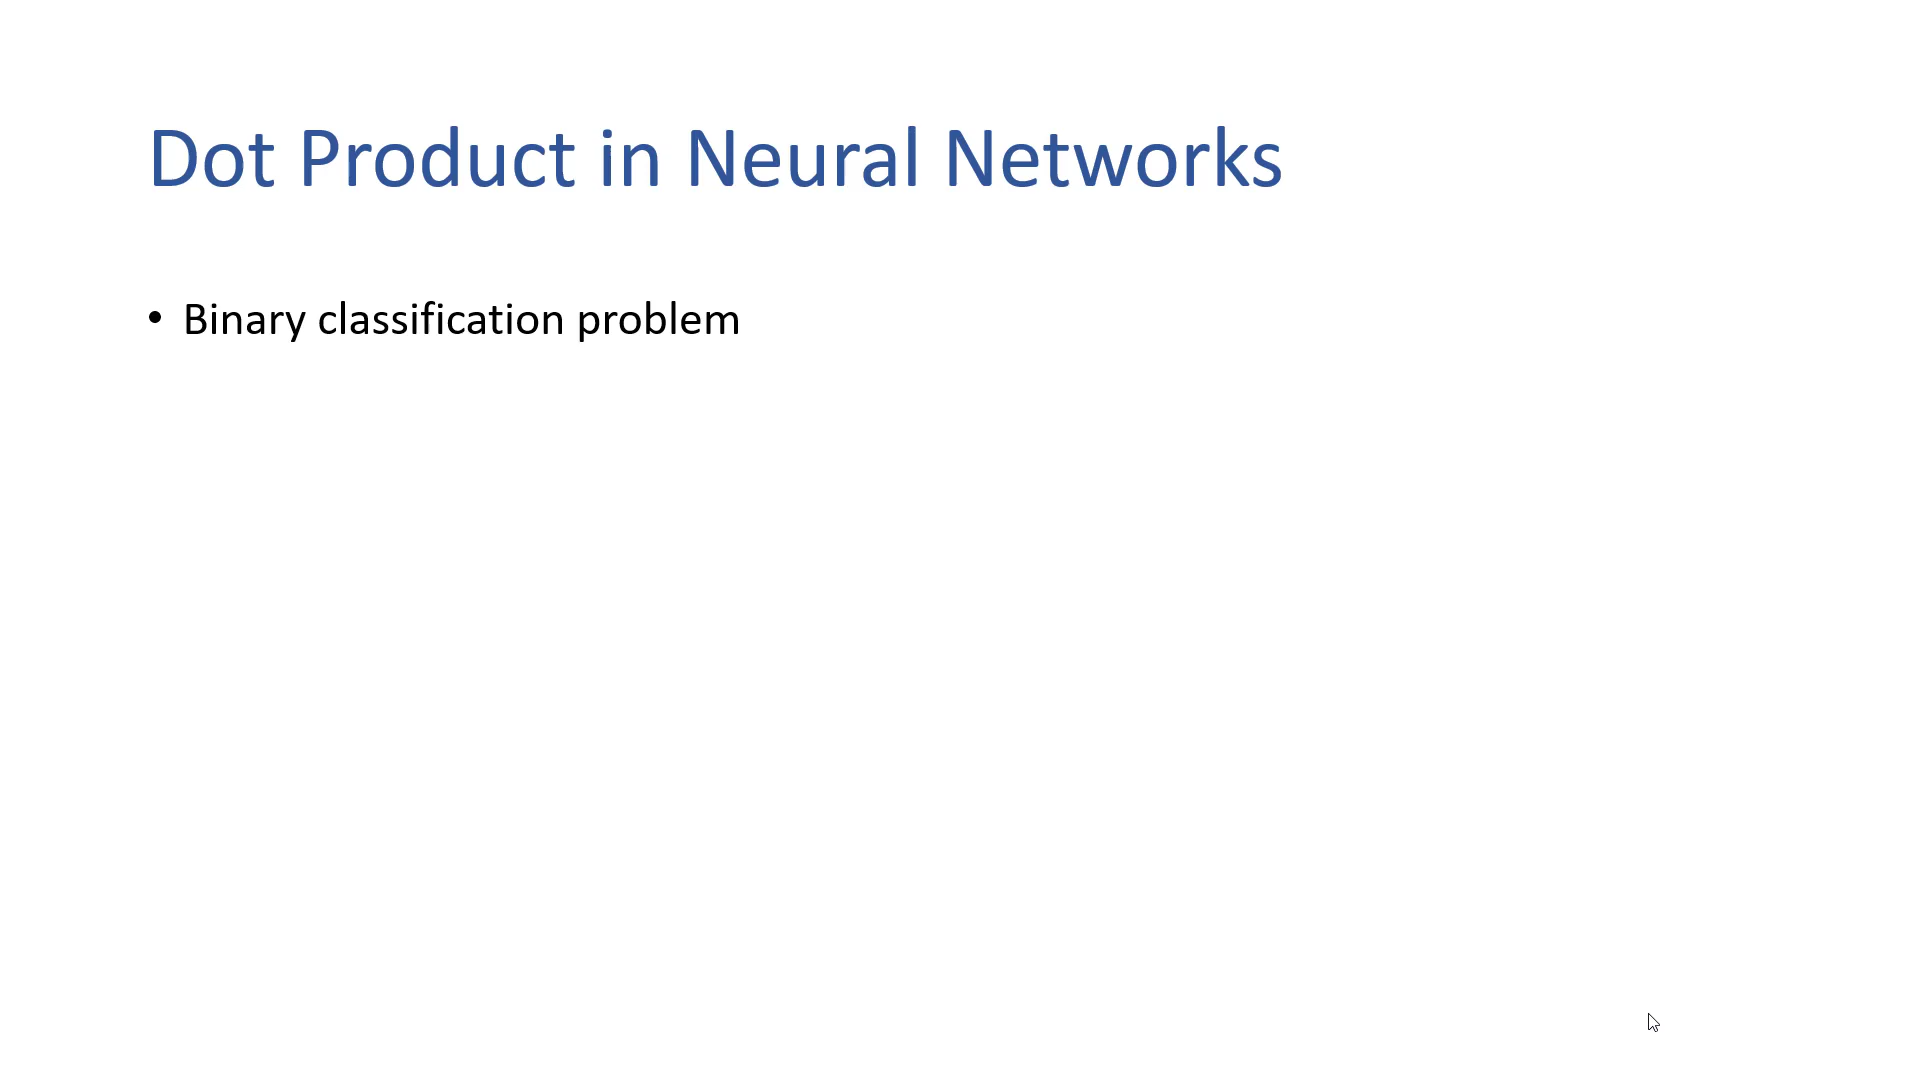 Dot Product in Neural Networks
• Binary classification problem